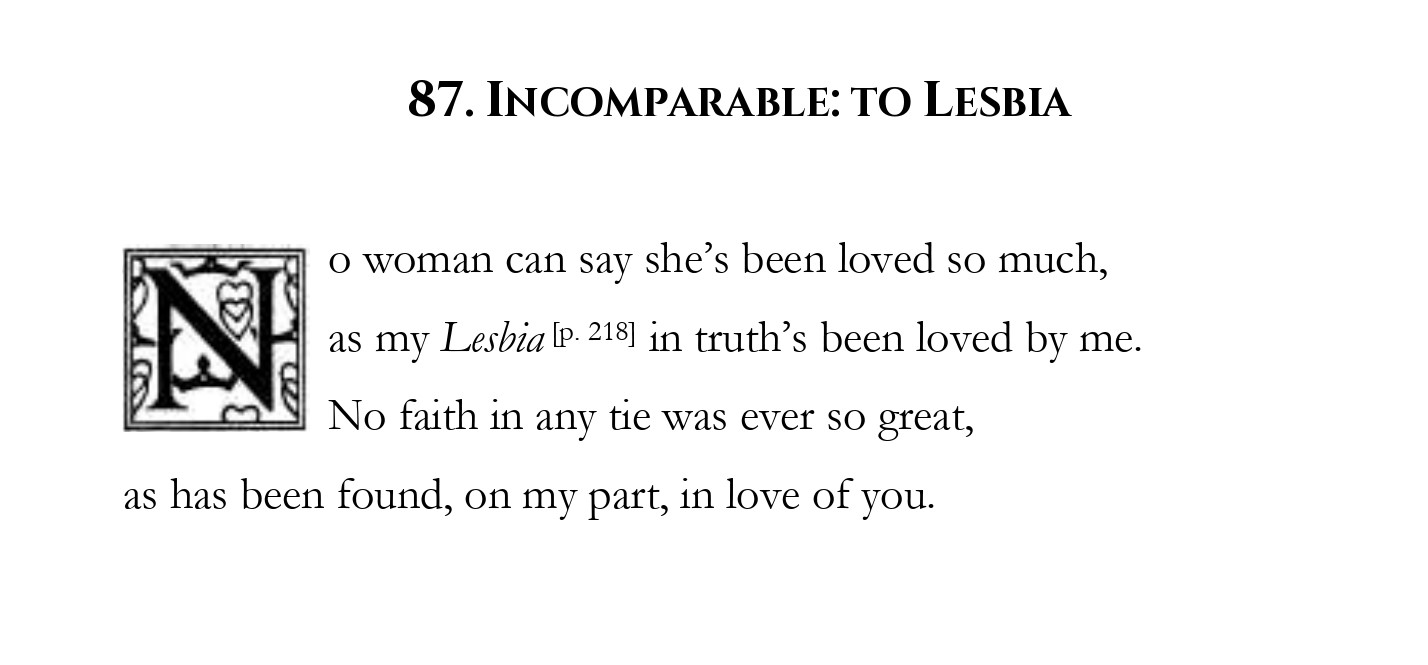 87. Incomparable: to Lesbia
No woman can say she’s been loved so much,
as my Lesbia [p. 218] in truth’s been loved by me.
No faith in any tie was ever so great,
as has been found, on my part, in love of you.